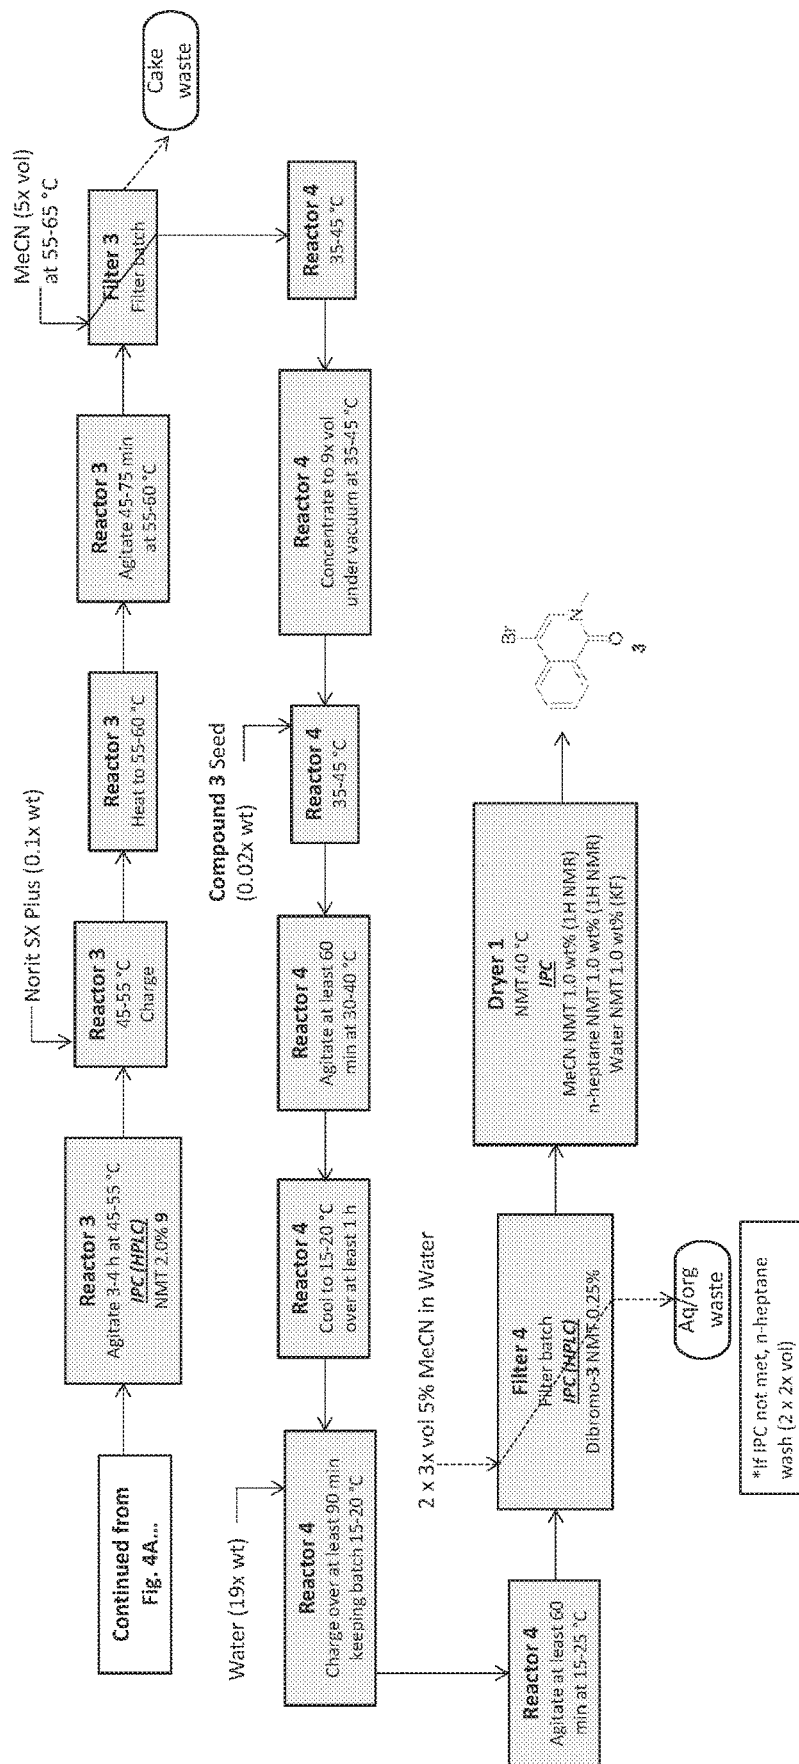 Continued from
Fig. 4A...
Reactor 3
Agitate 3-4 h at 45-55 °C
IPC (HPLC)
NMT 2.0% 9
Norit SX Plus (0.1x wt)
Reactor 3
45-55 °C
Charge
Reactor 3
Heat to 55-60 °C
Reactor 3
Agitate 45-75 min
at 55-60 °C
MeCN (5x vol)
at 55-65 °C
Filter 3
Filter batch
Cake
waste
Reactor 4
35-45 °C
Reactor 4
Concentrate to 9x vol
under vacuum at 35-45 °C
Compound 3 Seed
(0.02x wt)
Reactor 4
35-45 °C
Reactor 4
Agitate at least 60
min at 30-40 °C
Reactor 4
Cool to 15-20 °C
over at least 1 h
Water (19x wt)
Reactor 4
Charge over at least 90 min
keeping batch 15-20 °C
Reactor 4
Agitate at least 60
min at 15-25 °C
2 x 3x vol 5% MeCN in Water
Filter 4
Filter batch
IPC (HPLC)
Dibromo-3 NMT 0.25%
Aq/org
waste
*If IPC not met, n-heptane
wash (2 x 2x vol)
Dryer 1
NMT 40 °C
IPC
MeCN NMT 1.0 wt% (1H NMR)
n-heptane NMT 1.0 wt% (1H NMR)
Water NMT 1.0 wt% (KF)
Br
N
O
3